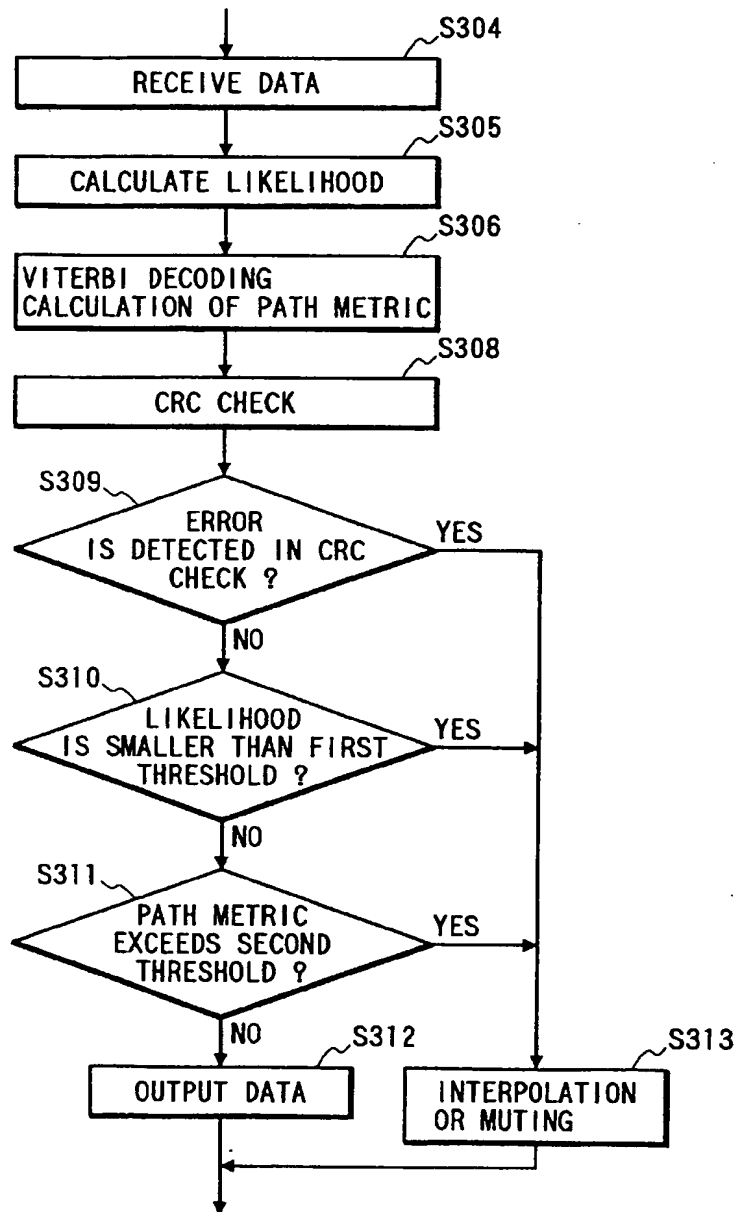 S304
RECEIVE DATA
S305
CALCULATE LIKELIHOOD
S306
VITERBI DECODING
CALCULATION OF PATH METRIC
S308
CRC CHECK
S309
ERROR
IS DETECTED IN CRC
CHECK ?
YES
NO
S310
LIKELIHOOD
IS SMALLER THAN FIRST
THRESHOLD ?
YES
NO
S311
PATH METRIC
EXCEEDS SECOND
THRESHOLD ?
YES
NO
S312
OUTPUT DATA
S313
INTERPOLATION
OR MUTING